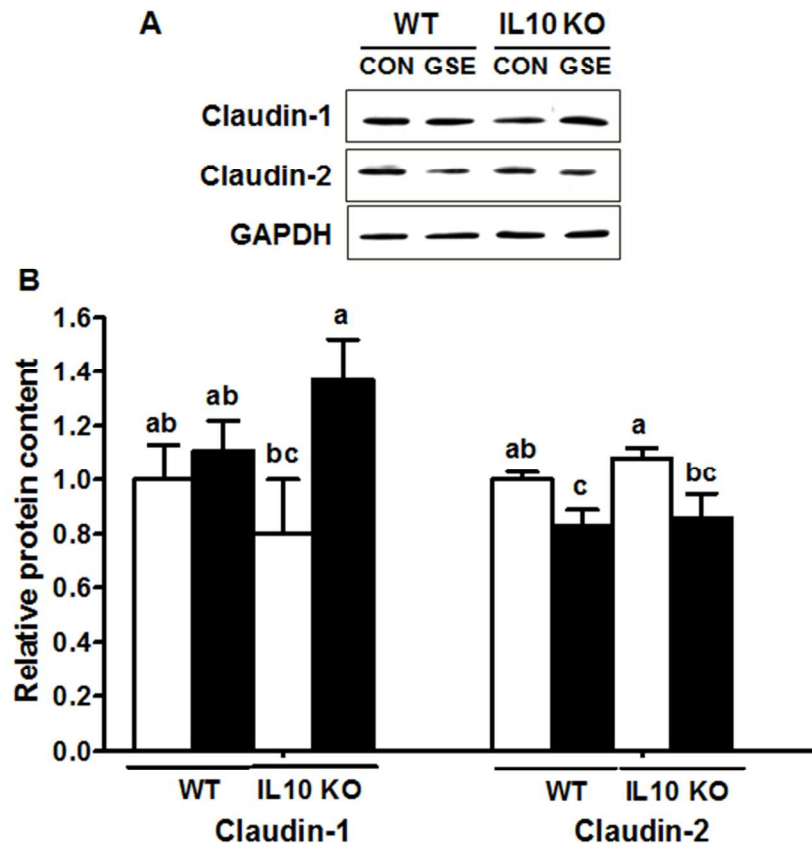 A
WT IL10 KO
CON GSE CON GSE
Claudin-1
Claudin-2
GAPDH
B
Relative protein content
1.6
1.4
1.2
1.0
0.8
0.6
0.4
0.2
0.0
ab ab bc a ab c a bc
WT IL10 KO WT IL10 KO
Claudin-1 Claudin-2